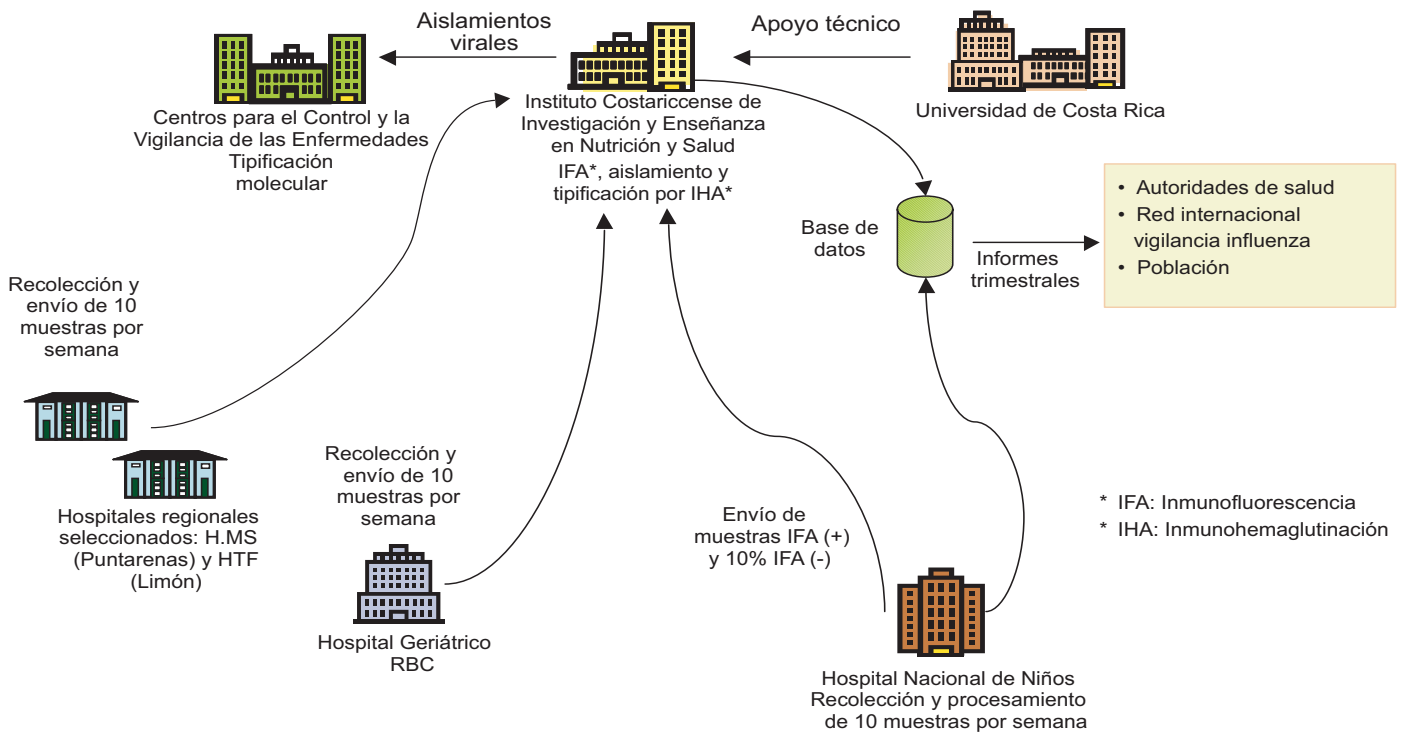 Aislamientos
virales
Apoyo técnico
Centros para el Control y la
Vigilancia de las Enfermedades
Tipificación
molecular
Instituto Costariccense de
Investigación y Enseñanza
en Nutrición y Salud
IFA*, aislamiento y
tipificación por IHA*
Universidad de Costa Rica
Base de
datos
Informes
trimestrales
• Autoridades de salud
• Red internacional
vigilancia influenza
• Población
Recolección y
envío de 10
muestras por
semana
Hospitales regionales
seleccionados: H.MS
(Puntarenas) y HTF
(Limón)
Recolección y
envío de 10
muestras por
semana
Hospital Geriátrico
RBC
Envío de
muestras IFA (+)
y 10% IFA (-)
Hospital Nacional de Niños
Recolección y procesamiento
de 10 muestras por semana
* IFA: Inmunofluorescencia
* IHA: Inmunohemaglutinación